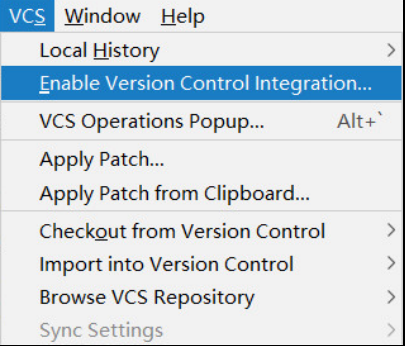 VCS Window Help
Local History
Enable Version Control Integration...
VCS Operations Popup... Alt+`
Apply Patch...
Apply Patch from Clipboard...
Checkout from Version Control
Import into Version Control
Browse VCS Repository
Sync Settings